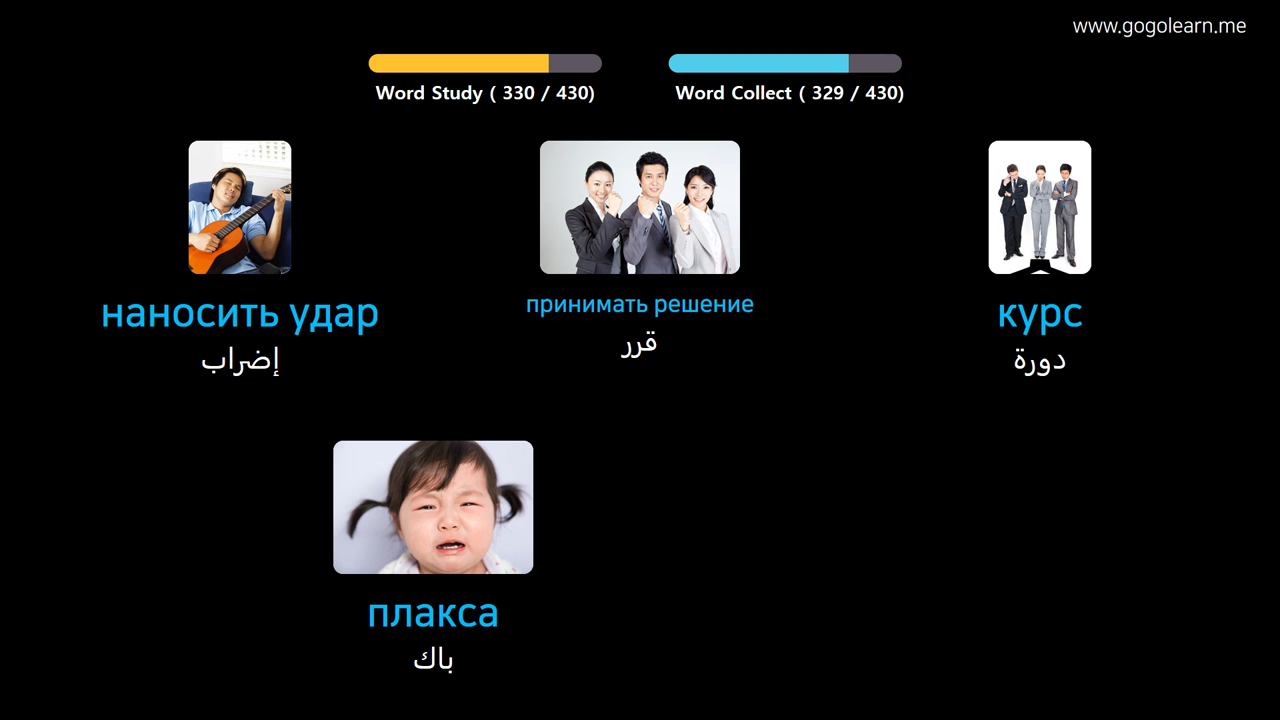 www.gogolearn.me
Word Study ( 330 / 430)
Word Collect ( 329 / 430)
наносить удар
إضراب
принимать решение
قرر
курс
دورة
плакса
باك